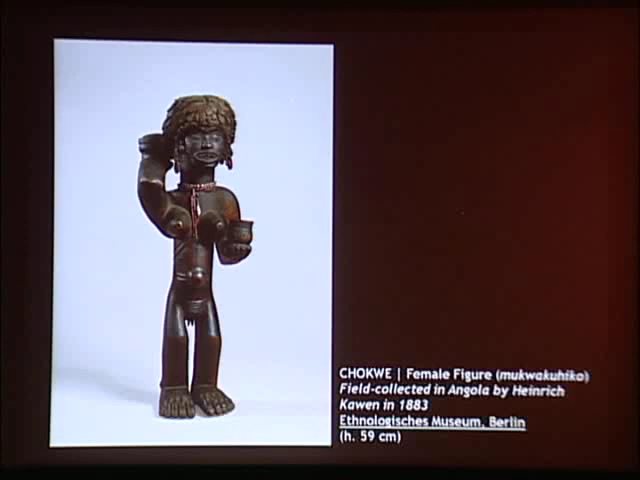 CHOKWE | Female Figure (mukwakuhiko)
Field-collected in Angola by Heinrich
Kawen in 1883
Ethnologisches Museum, Berlin
(h. 59 cm)